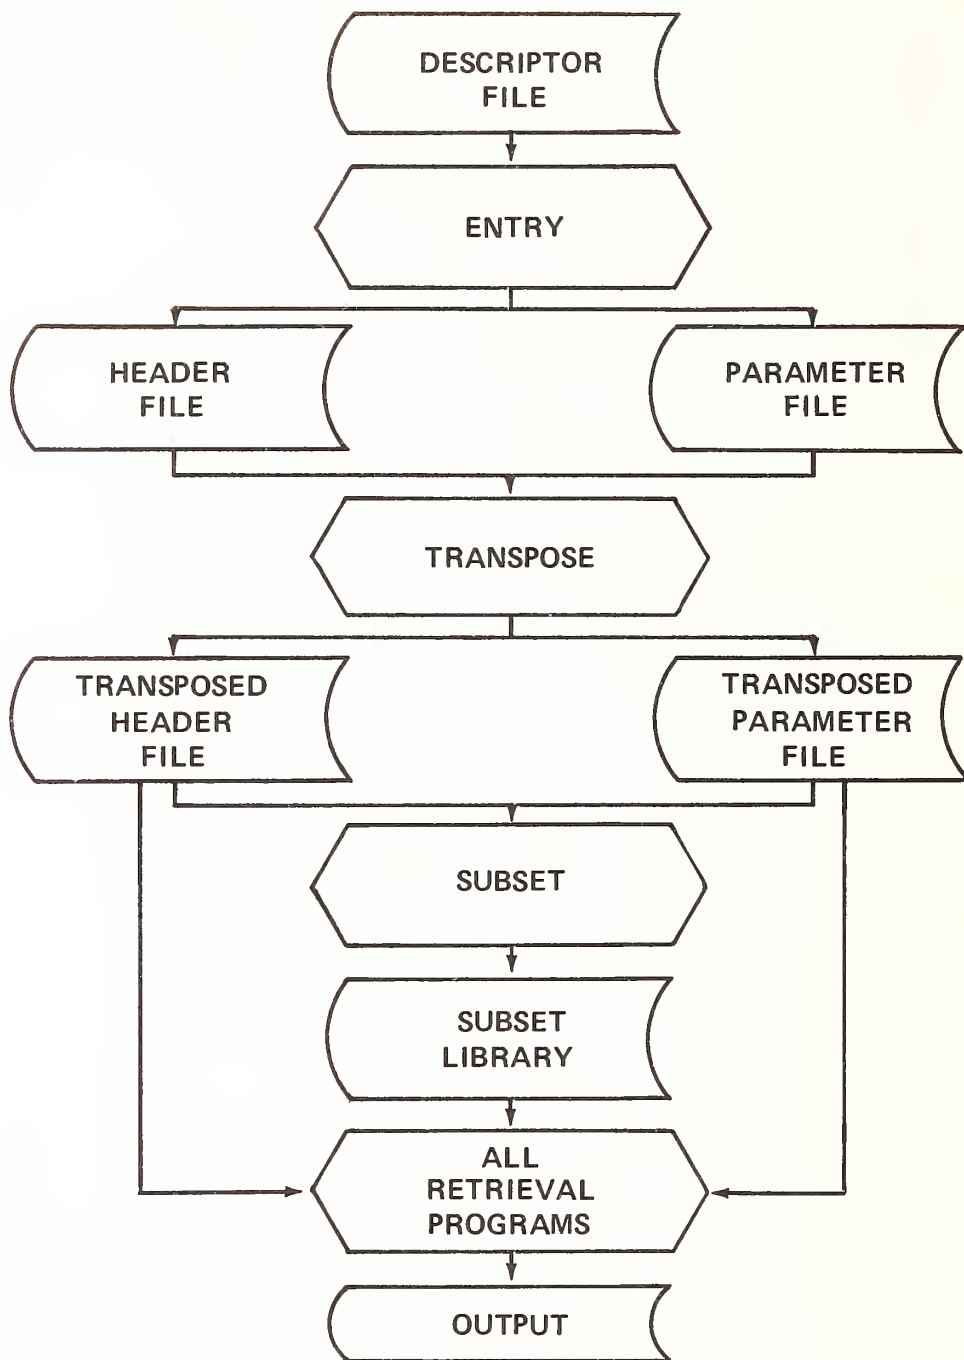 DESCRIPTOR
FILE
ENTRY
HEADER
FILE
PARAMETER
FILE
TRANSPOSE
TRANSPOSED
HEADER
FILE
TRANSPOSED
PARAMETER
FILE
SUBSET
SUBSET
LIBRARY
ALL
RETRIEVAL
PROGRAMS
OUTPUT